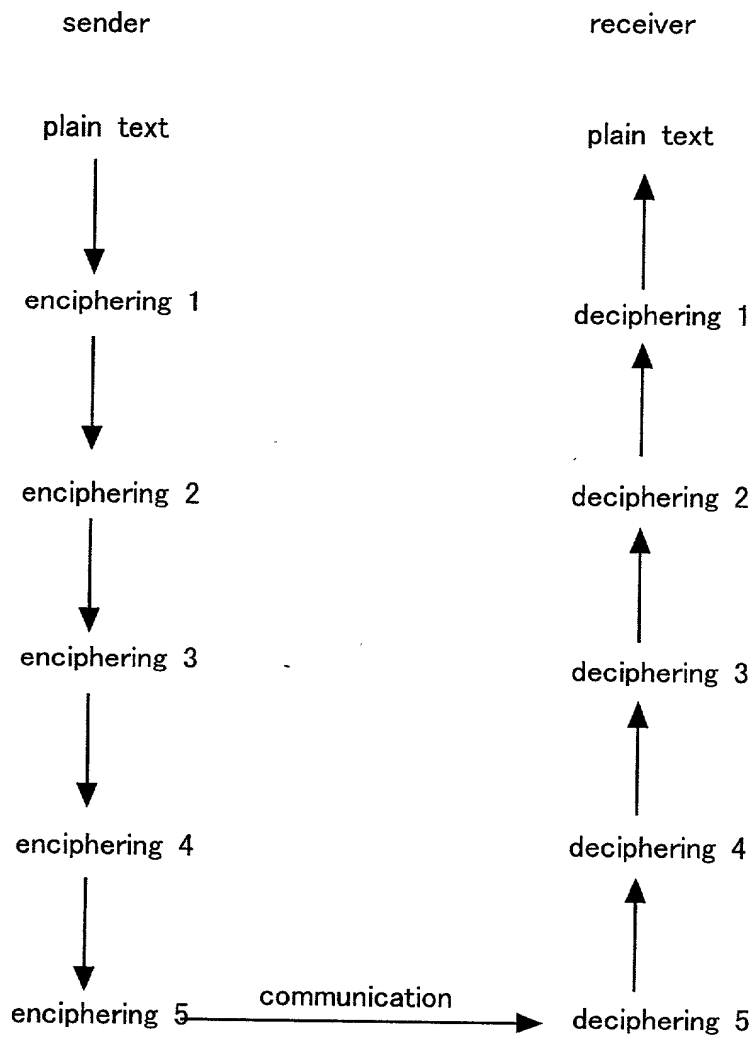 sender
plain text
enciphering 1
enciphering 2
enciphering 3
enciphering 4
enciphering 5
communication
receiver
plain text
deciphering 1
deciphering 2
deciphering 3
deciphering 4
deciphering 5